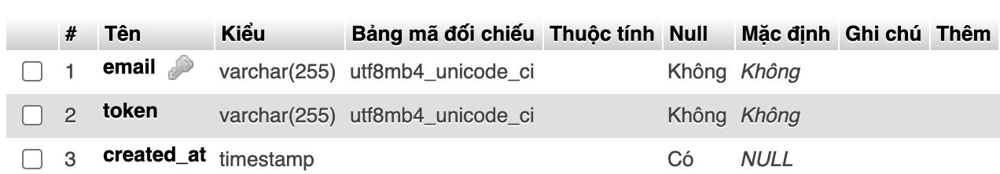 # Tên Kiểu Bảng mã đối chiếu Thuộc tính Null Mặc định Ghi chú Thêm
1 email varchar(255) utf8mb4_unicode_ci Không Không
2 token varchar(255) utf8mb4_unicode_ci Không Không
3 created_at timestamp Có NULL